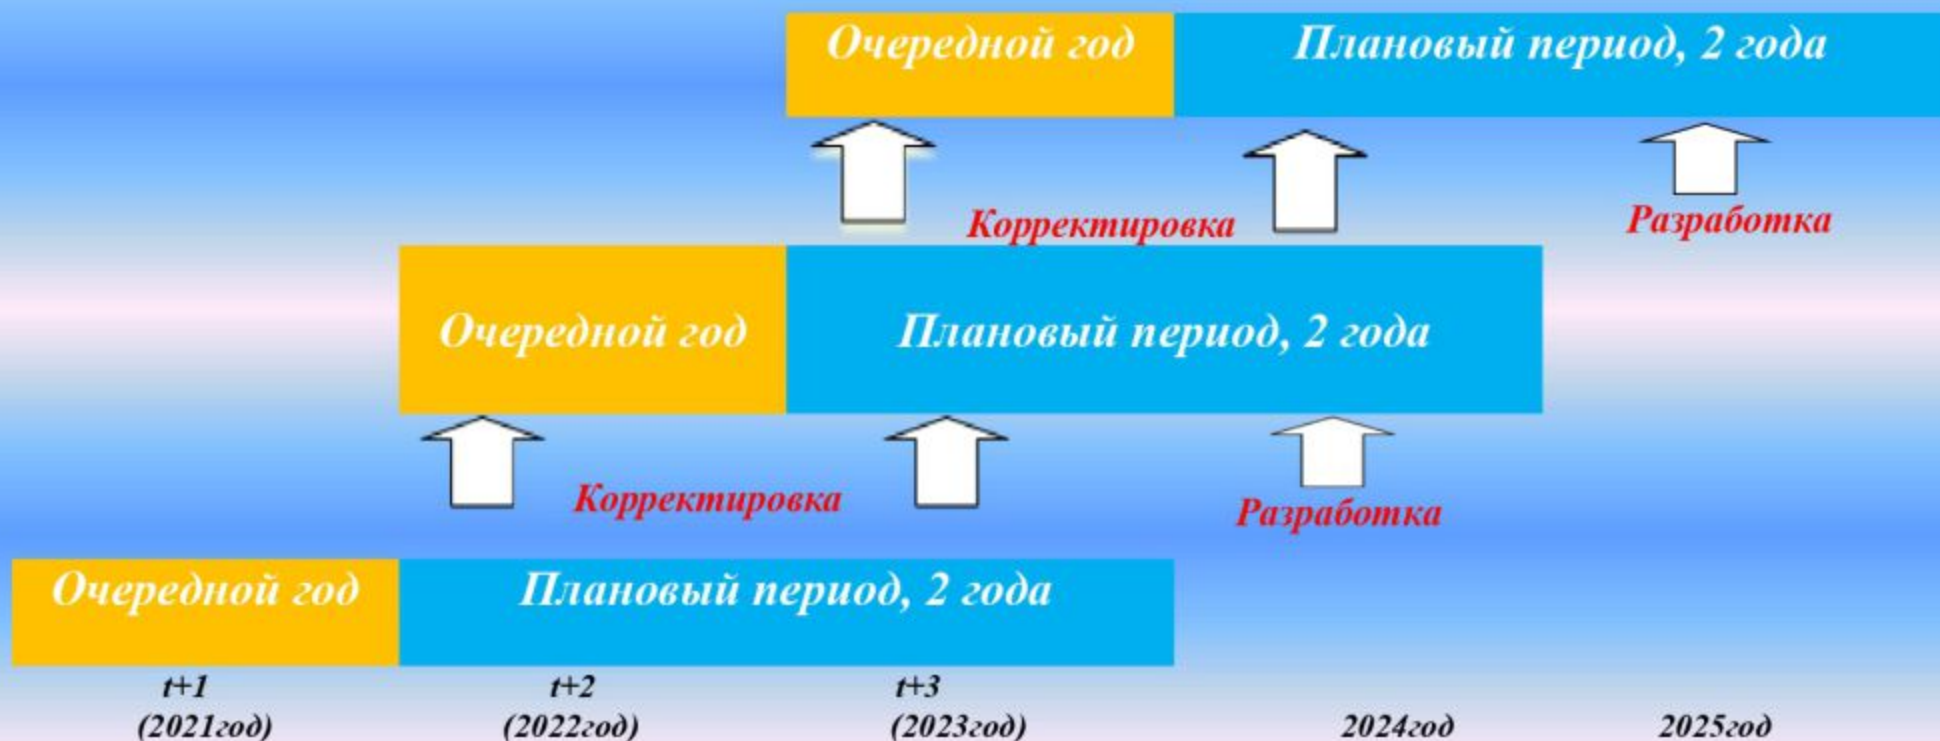 Очередной год
Плановый период, 2 года
Корректировка
Разработка
Очередной год
Плановый период, 2 года
Корректировка
Разработка
Очередной год
Плановый период, 2 года
t+1
t+2
t+3
(2021год)
(2022год)
(2023год)
2024год
2025год